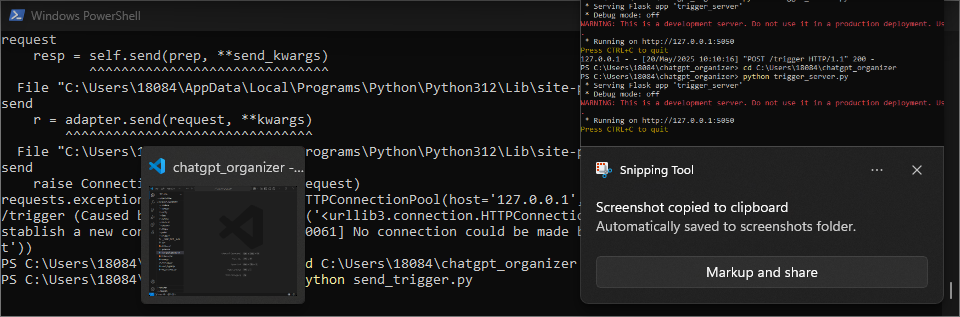 Windows PowerShell
request
resp = self.send(prep, **send_kwargs)
^^^^^^^^^^^^^^^^^^^^^^^^^^^^^
File "C:\Users\18084\AppData\Local\Programs\Python\Python312\Lib\site-p
send
r = adapter.send(request, **kwargs)
^^^^^^^^^^^^^^^^^^^^^^^^^^^^^^^
File "C:\Users\1 rograms\Python\Python312\Lib\site-p
send
raise Connection request)
requests.exception TTPConnectionPool(host='127.0.0.1',
/trigger (Caused b ('<urllib3.connection.HTTPConnectio
stablish a new con 0061] No connection could be made b
t'))
PS C:\Users\18084\ d C:\Users\18084\chatgpt_organizer
PS C:\Users\18084\ ython send_trigger.py
chatgpt_organizer -...
* Serving Flask app 'trigger_server'
* Debug mode: off
WARNING: This is a development server. Do not use it in a production deployment. Us
.
* Running on http://127.0.0.1:5050
Press CTRL+C to quit
127.0.0.1 - - [20/May/2025 10:10:16] "POST /trigger HTTP/1.1" 200 -
PS C:\Users\18084\chatgpt_organizer> cd C:\Users\18084\chatgpt_organizer
PS C:\Users\18084\chatgpt_organizer> python trigger_server.py
* Serving Flask app 'trigger_server'
* Debug mode: off
WARNING: This is a development server. Do not use it in a production deployment. Us
.
* Running on http://127.0.0.1:5050
Press CTRL+C to quit
Snipping Tool
Screenshot copied to clipboard
Automatically saved to screenshots folder.
Markup and share